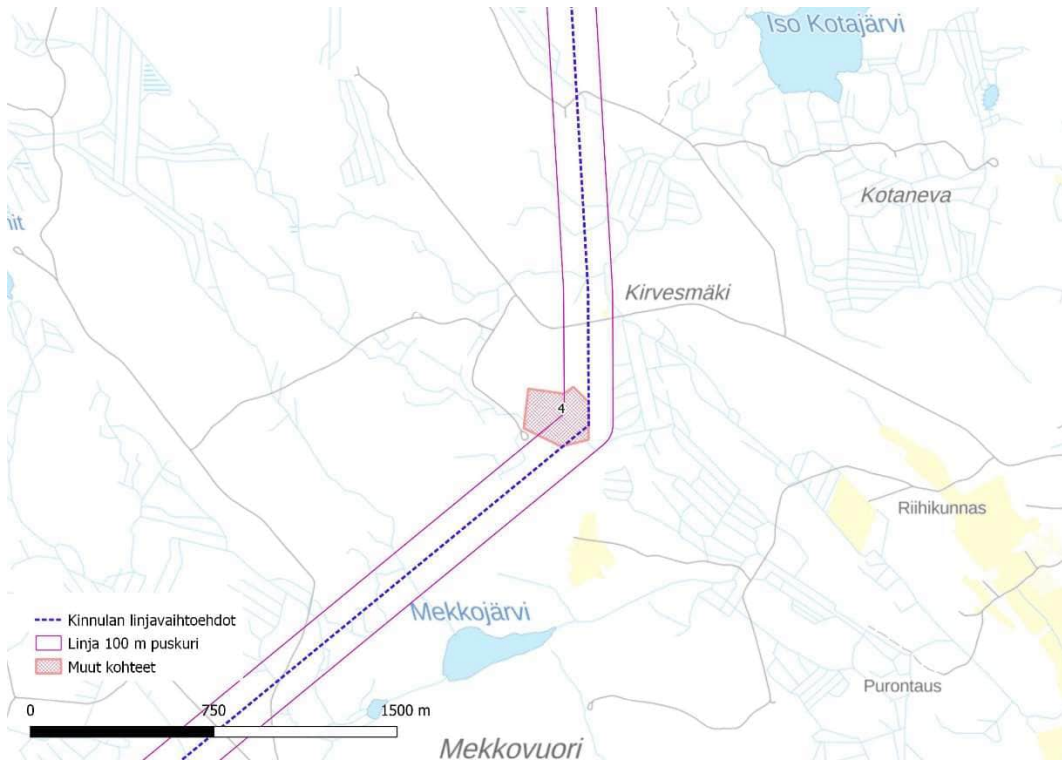 Iso Kotajärvi
Kotaneva
nit
Kirvesmäki
4
Riihikunnas
Mekkojärvi
Kinnulan linjavaihtoehdot
Linja 100 m puskuri
Muut kohteet
Purontaus
0 750 1500 m
Mekkovuori